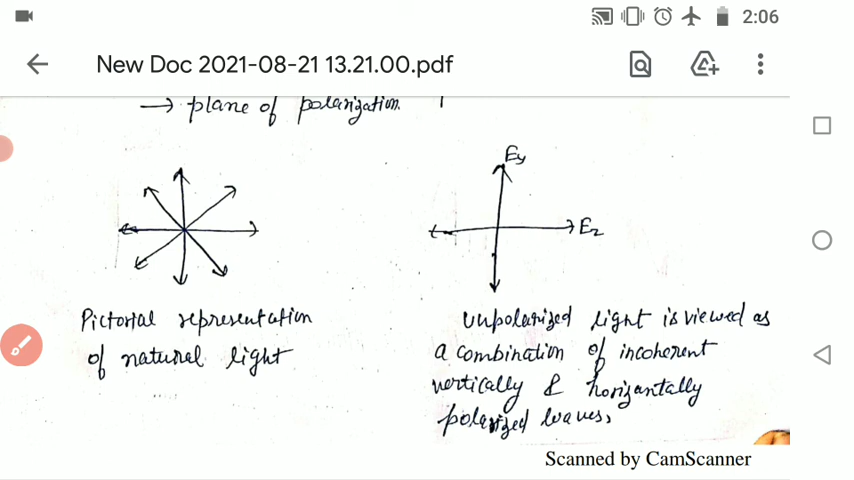 2:06
New Doc 2021-08-21 13.21.00.pdf
→ plane of polarization.
Ey
Ez
Pictorial representation
of natural light
Unpolarized light is viewed as
a combination of incoherent
vertically & horizantally
polarized waves,
Scanned by CamScanner